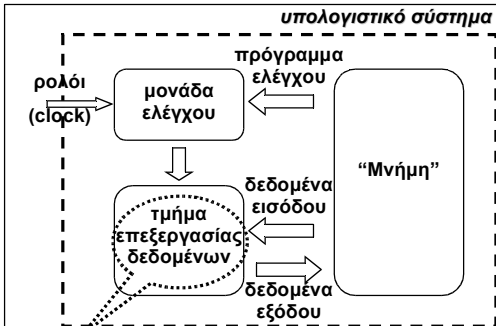 υπολογιστικό σύστημα
πρόγραμμα
ελέγχου
ρολόι
(clock)
μονάδα
ελέγχου
“Μνήμη”
δεδομένα
εισόδου
τμήμα
επεξεργασίας
δεδομένων
δεδομένα
εξόδου